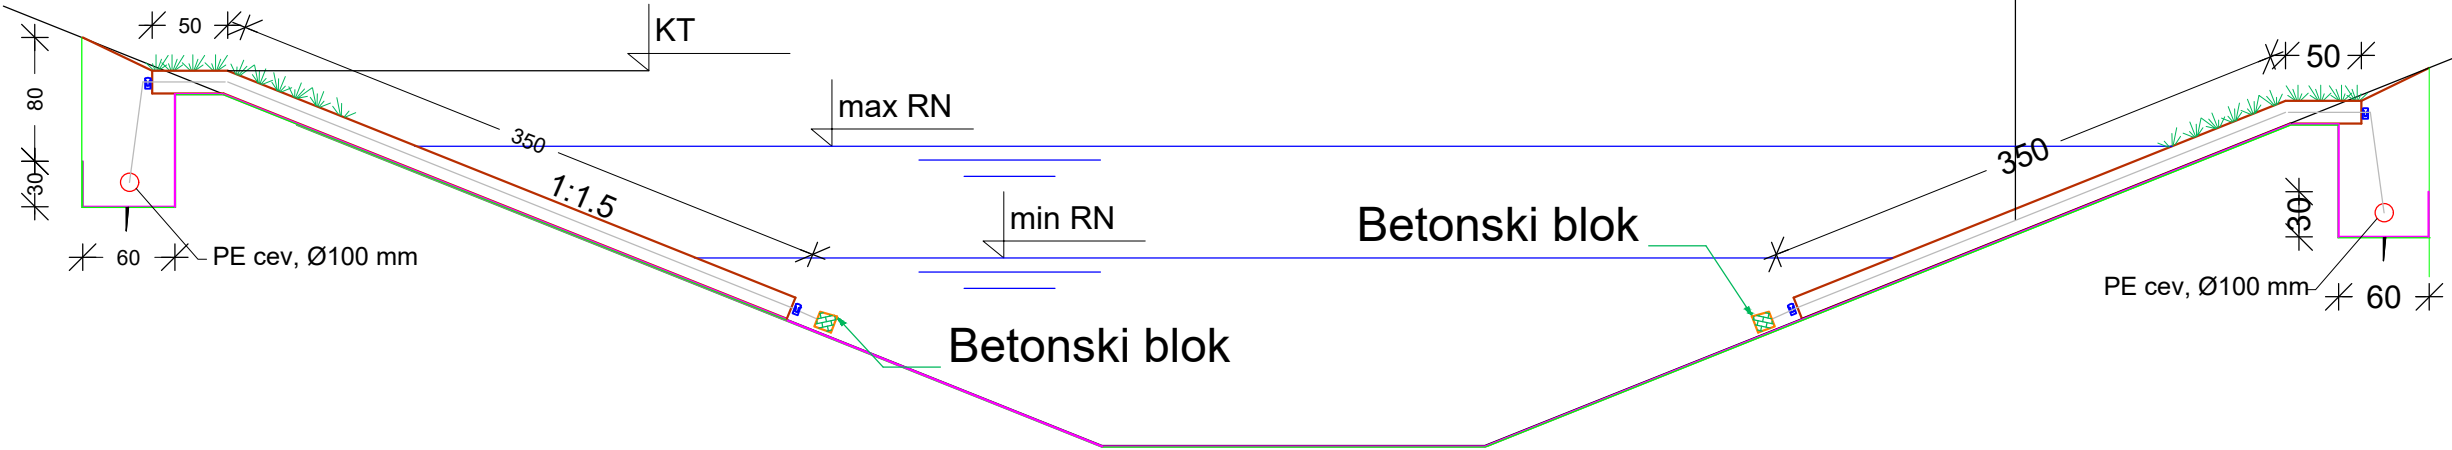 50
KT
50
80
max RN
350
350
30
1:1.5
min RN
Betonski blok
30
60
PE cev, Ø100 mm
PE cev, Ø100 mm
60
Betonski blok